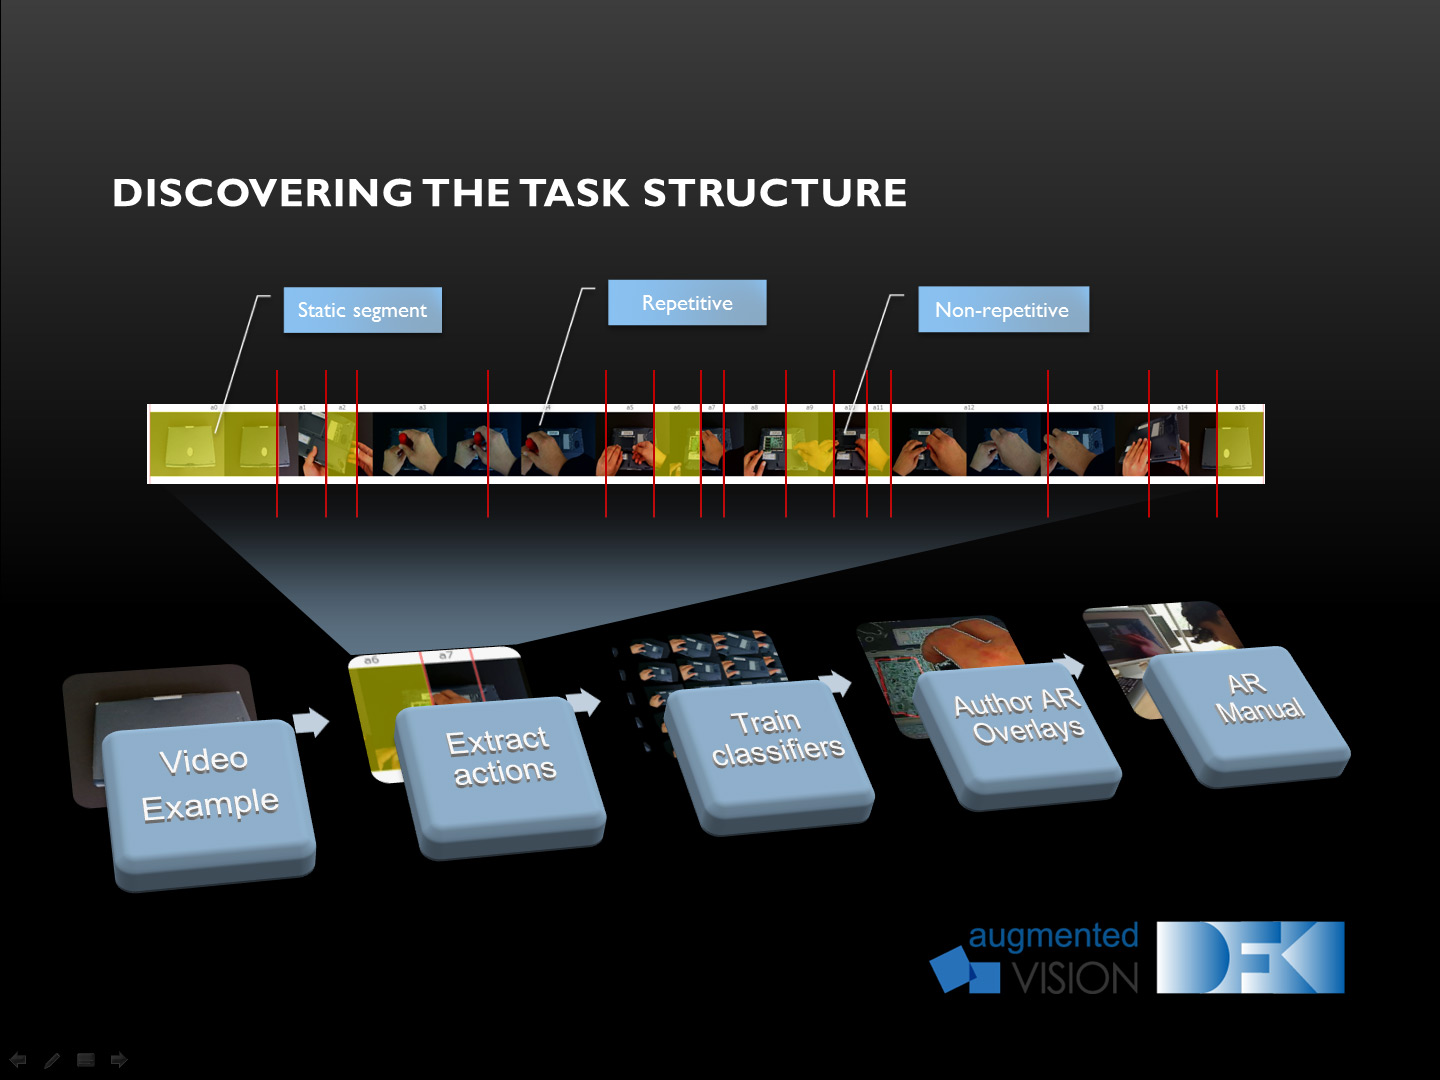 DISCOVERING THE TASK STRUCTURE
Static segment
Repetitive
Non-repetitive
a0 a1 a2 a3 a4 a5 a6 a7 a8 a9 a10 a11 a12 a13 a14 a15
a6 a7
Video
Example
Extract
actions
Train
classifiers
Author AR
Overlays
AR
Manual
augmented
VISION
DFKI